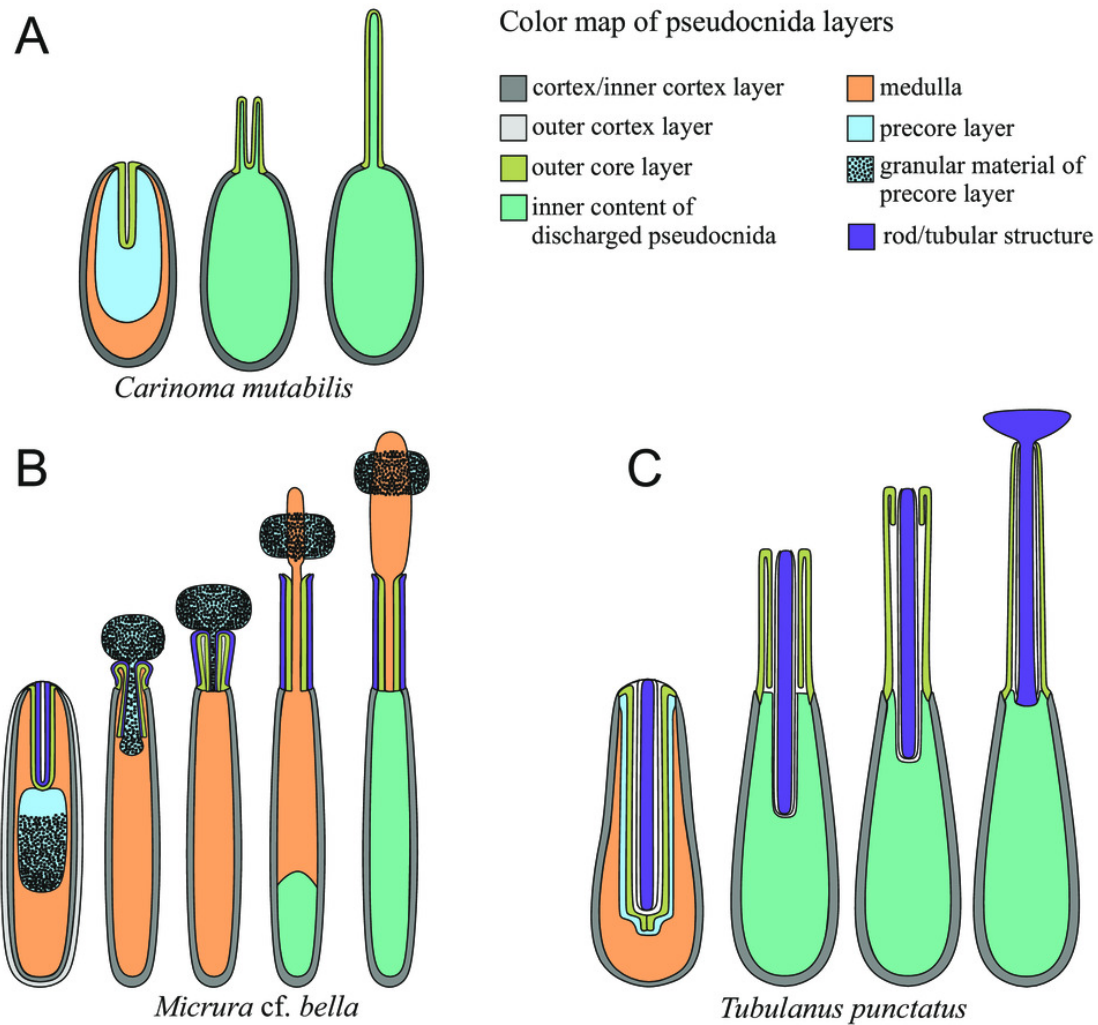 A
Color map of pseudocnida layers
cortex/inner cortex layer
outer cortex layer
outer core layer
inner content of
discharged pseudocnida
medulla
precore layer
granular material of
precore layer
rod/tubular structure
Carinoma mutabilis
B
C
Micrura cf. bella
Tubulanus punctatus